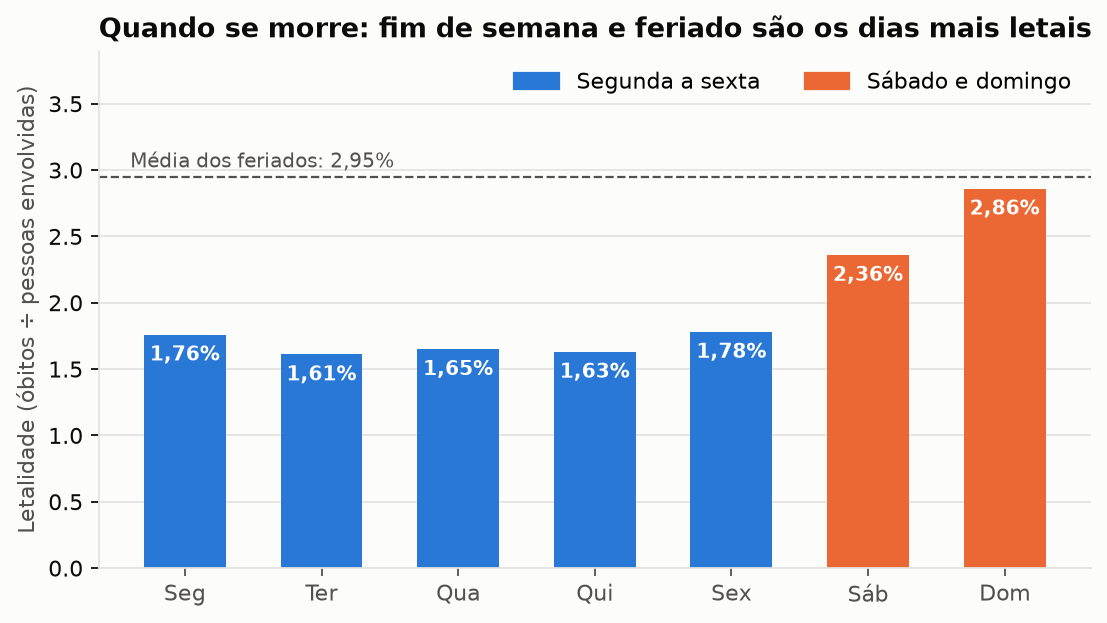 Quando se morre: fim de semana e feriado são os dias mais letais
Segunda a sexta
Sábado e domingo
Letalidade (óbitos ÷ pessoas envolvidas)
3.5
3.0
2.5
2.0
1.5
1.0
0.5
0.0
Média dos feriados: 2,95%
1,76%
1,61%
1,65%
1,63%
1,78%
2,36%
2,86%
Seg
Ter
Qua
Qui
Sex
Sáb
Dom